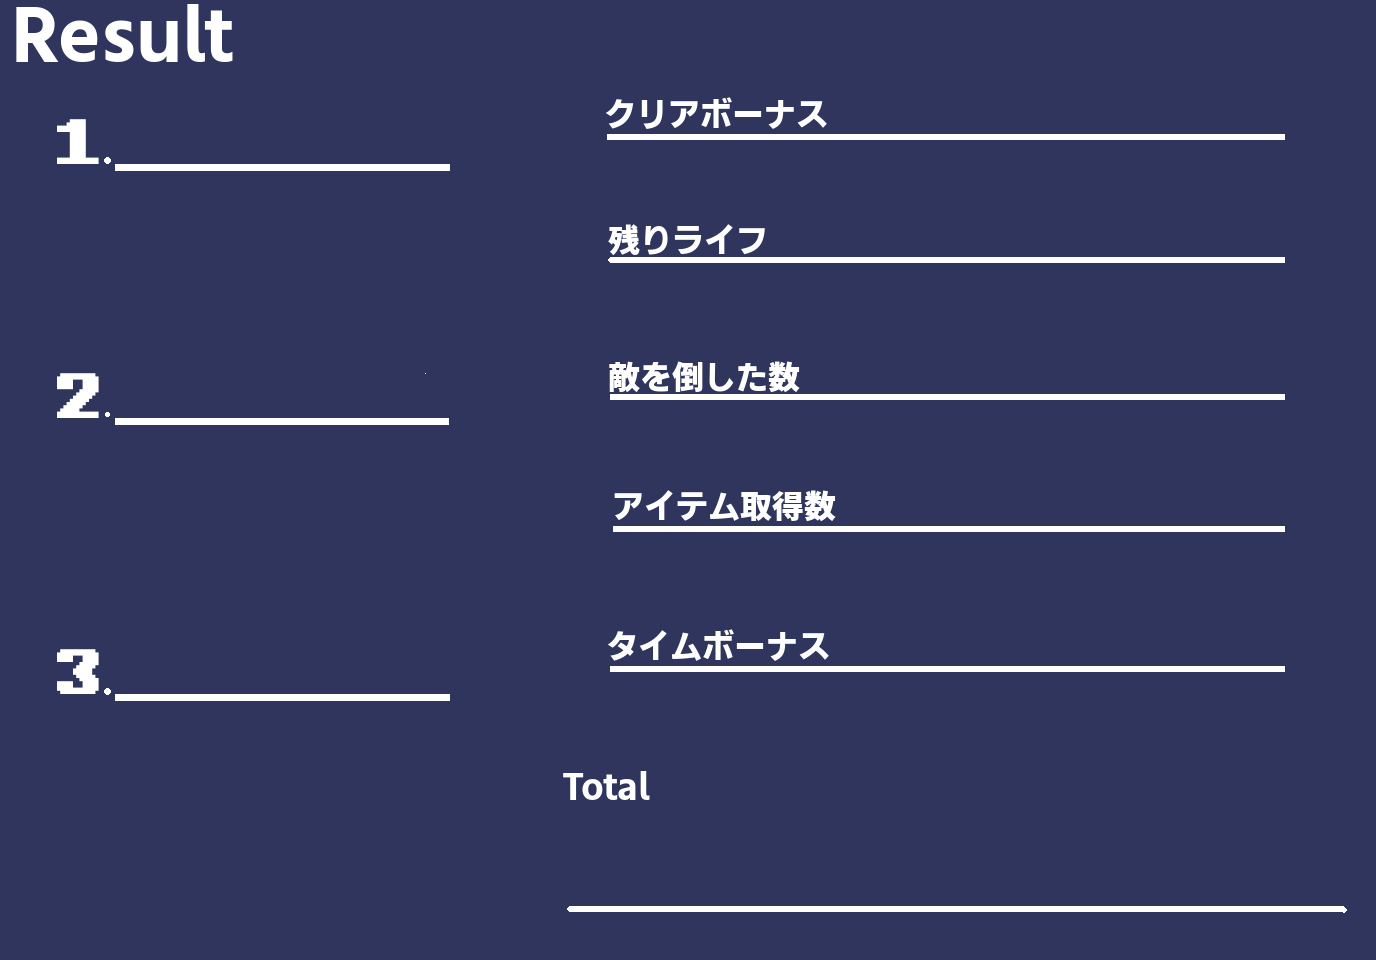 Result
1.
2.
3.
クリアボーナス
残りライフ
敵を倒した数
アイテム取得数
タイムボーナス
Total